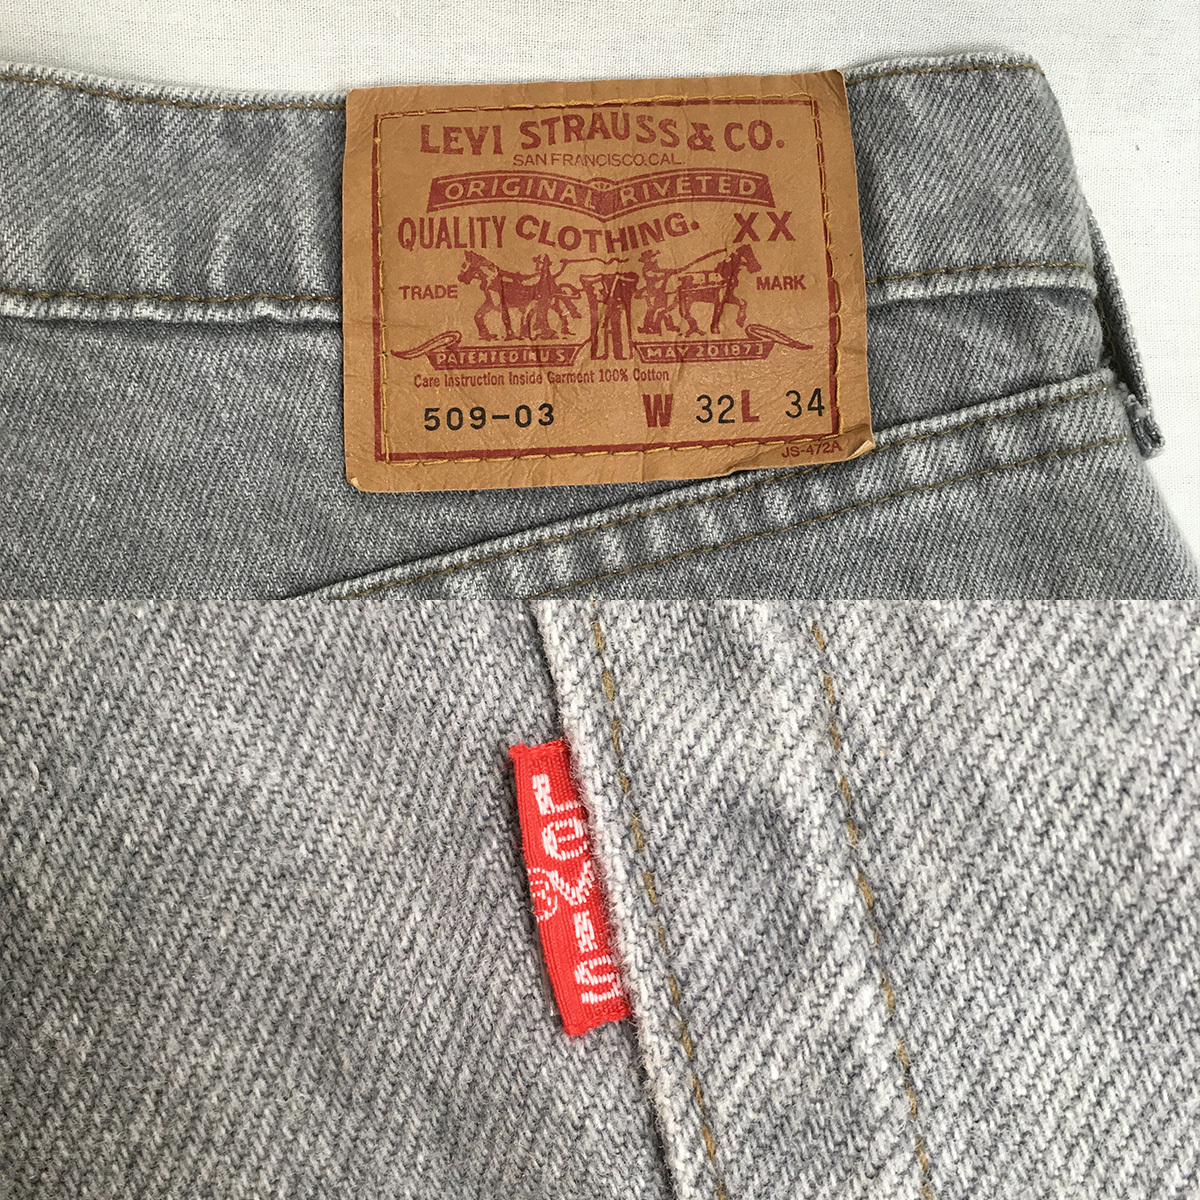 LEVI STRAUSS & CO.
SAN FRANCISCO, CAL.
ORIGINAL RIVETED
QUALITY CLOTHING. XX
TRADE MARK
PATENTED IN U.S. MAY 20 1873
Care Instruction Inside Garment 100% Cotton
509-03 W 32 L 34
JS-472A
LeVI'S
®